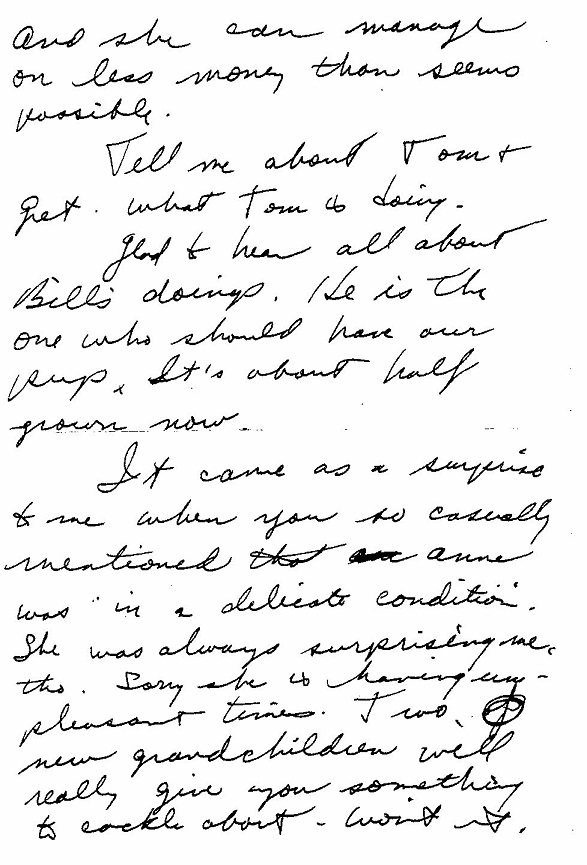 And she can manage
on less money than seems
possible.
Tell me about Tom +
Gret. What Tom is doing.
Glad to hear all about
Bill's doings. He is the
one who should have our
pup. It's about half
grown now.
It came as a surprise
to me when you so casually
mentioned that Anne
was "in a delicate condition".
She was always surprising me,
tho. Sorry she is having un-
pleasant times. Two
new grandchildren will
really give you something
to cackle about - won't it.